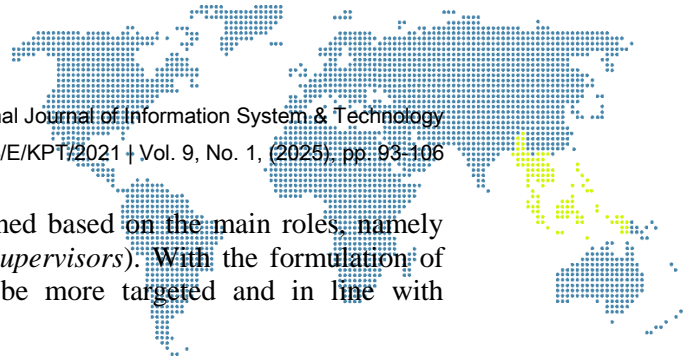 nal Journal of Information System & Technology
/E/KPT/2021 | Vol. 9, No. 1, (2025), pp. 93-106
ned based on the main roles, namely
supervisors). With the formulation of
be more targeted and in line with